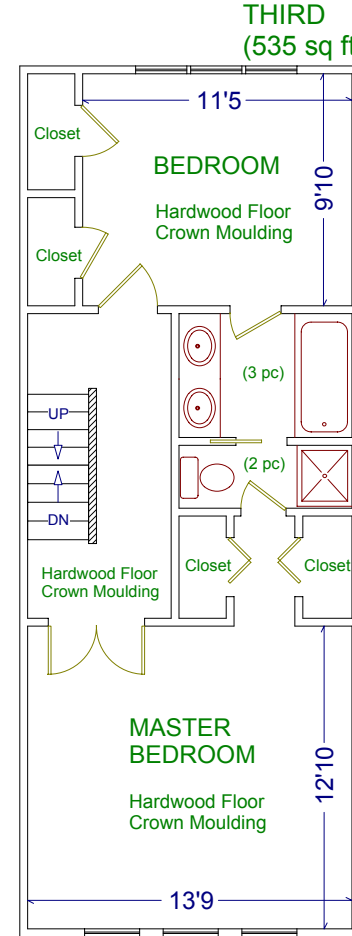 THIRD
(535 sq ft
11'5
Closet
BEDROOM
9'10
Hardwood Floor
Crown Moulding
Closet
(3 pc)
UP
(2 pc)
DN
Closet
Closet
Hardwood Floor
Crown Moulding
MASTER
BEDROOM
12'10
Hardwood Floor
Crown Moulding
13'9